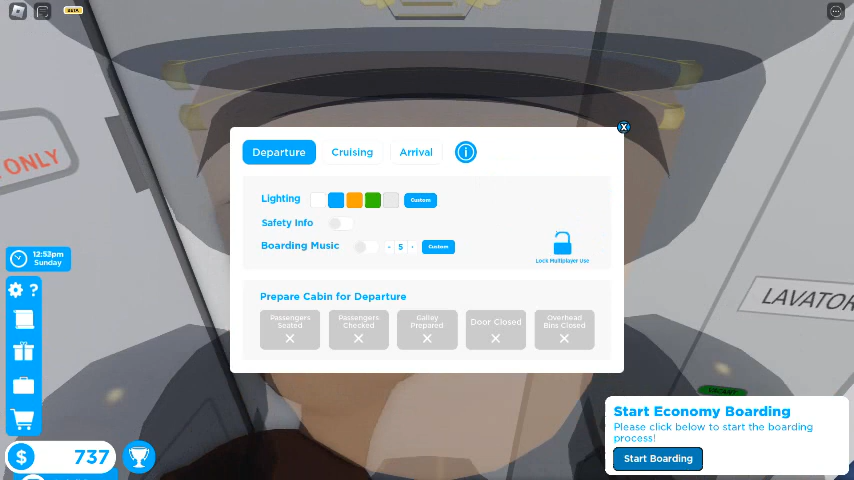 BETA
ONLY
Departure
Cruising
Arrival
i
X
Lighting
Custom
Safety Info
Boarding Music
- 5 +
Custom
Lock Multiplayer Use
Prepare Cabin for Departure
Passengers
Seated
Passengers
Checked
Galley
Prepared
Door Closed
Overhead
Bins Closed
12:53pm
Sunday
?
LAVATOR
VACANT
$ 737
Start Economy Boarding
Please click below to start the boarding
process!
Start Boarding